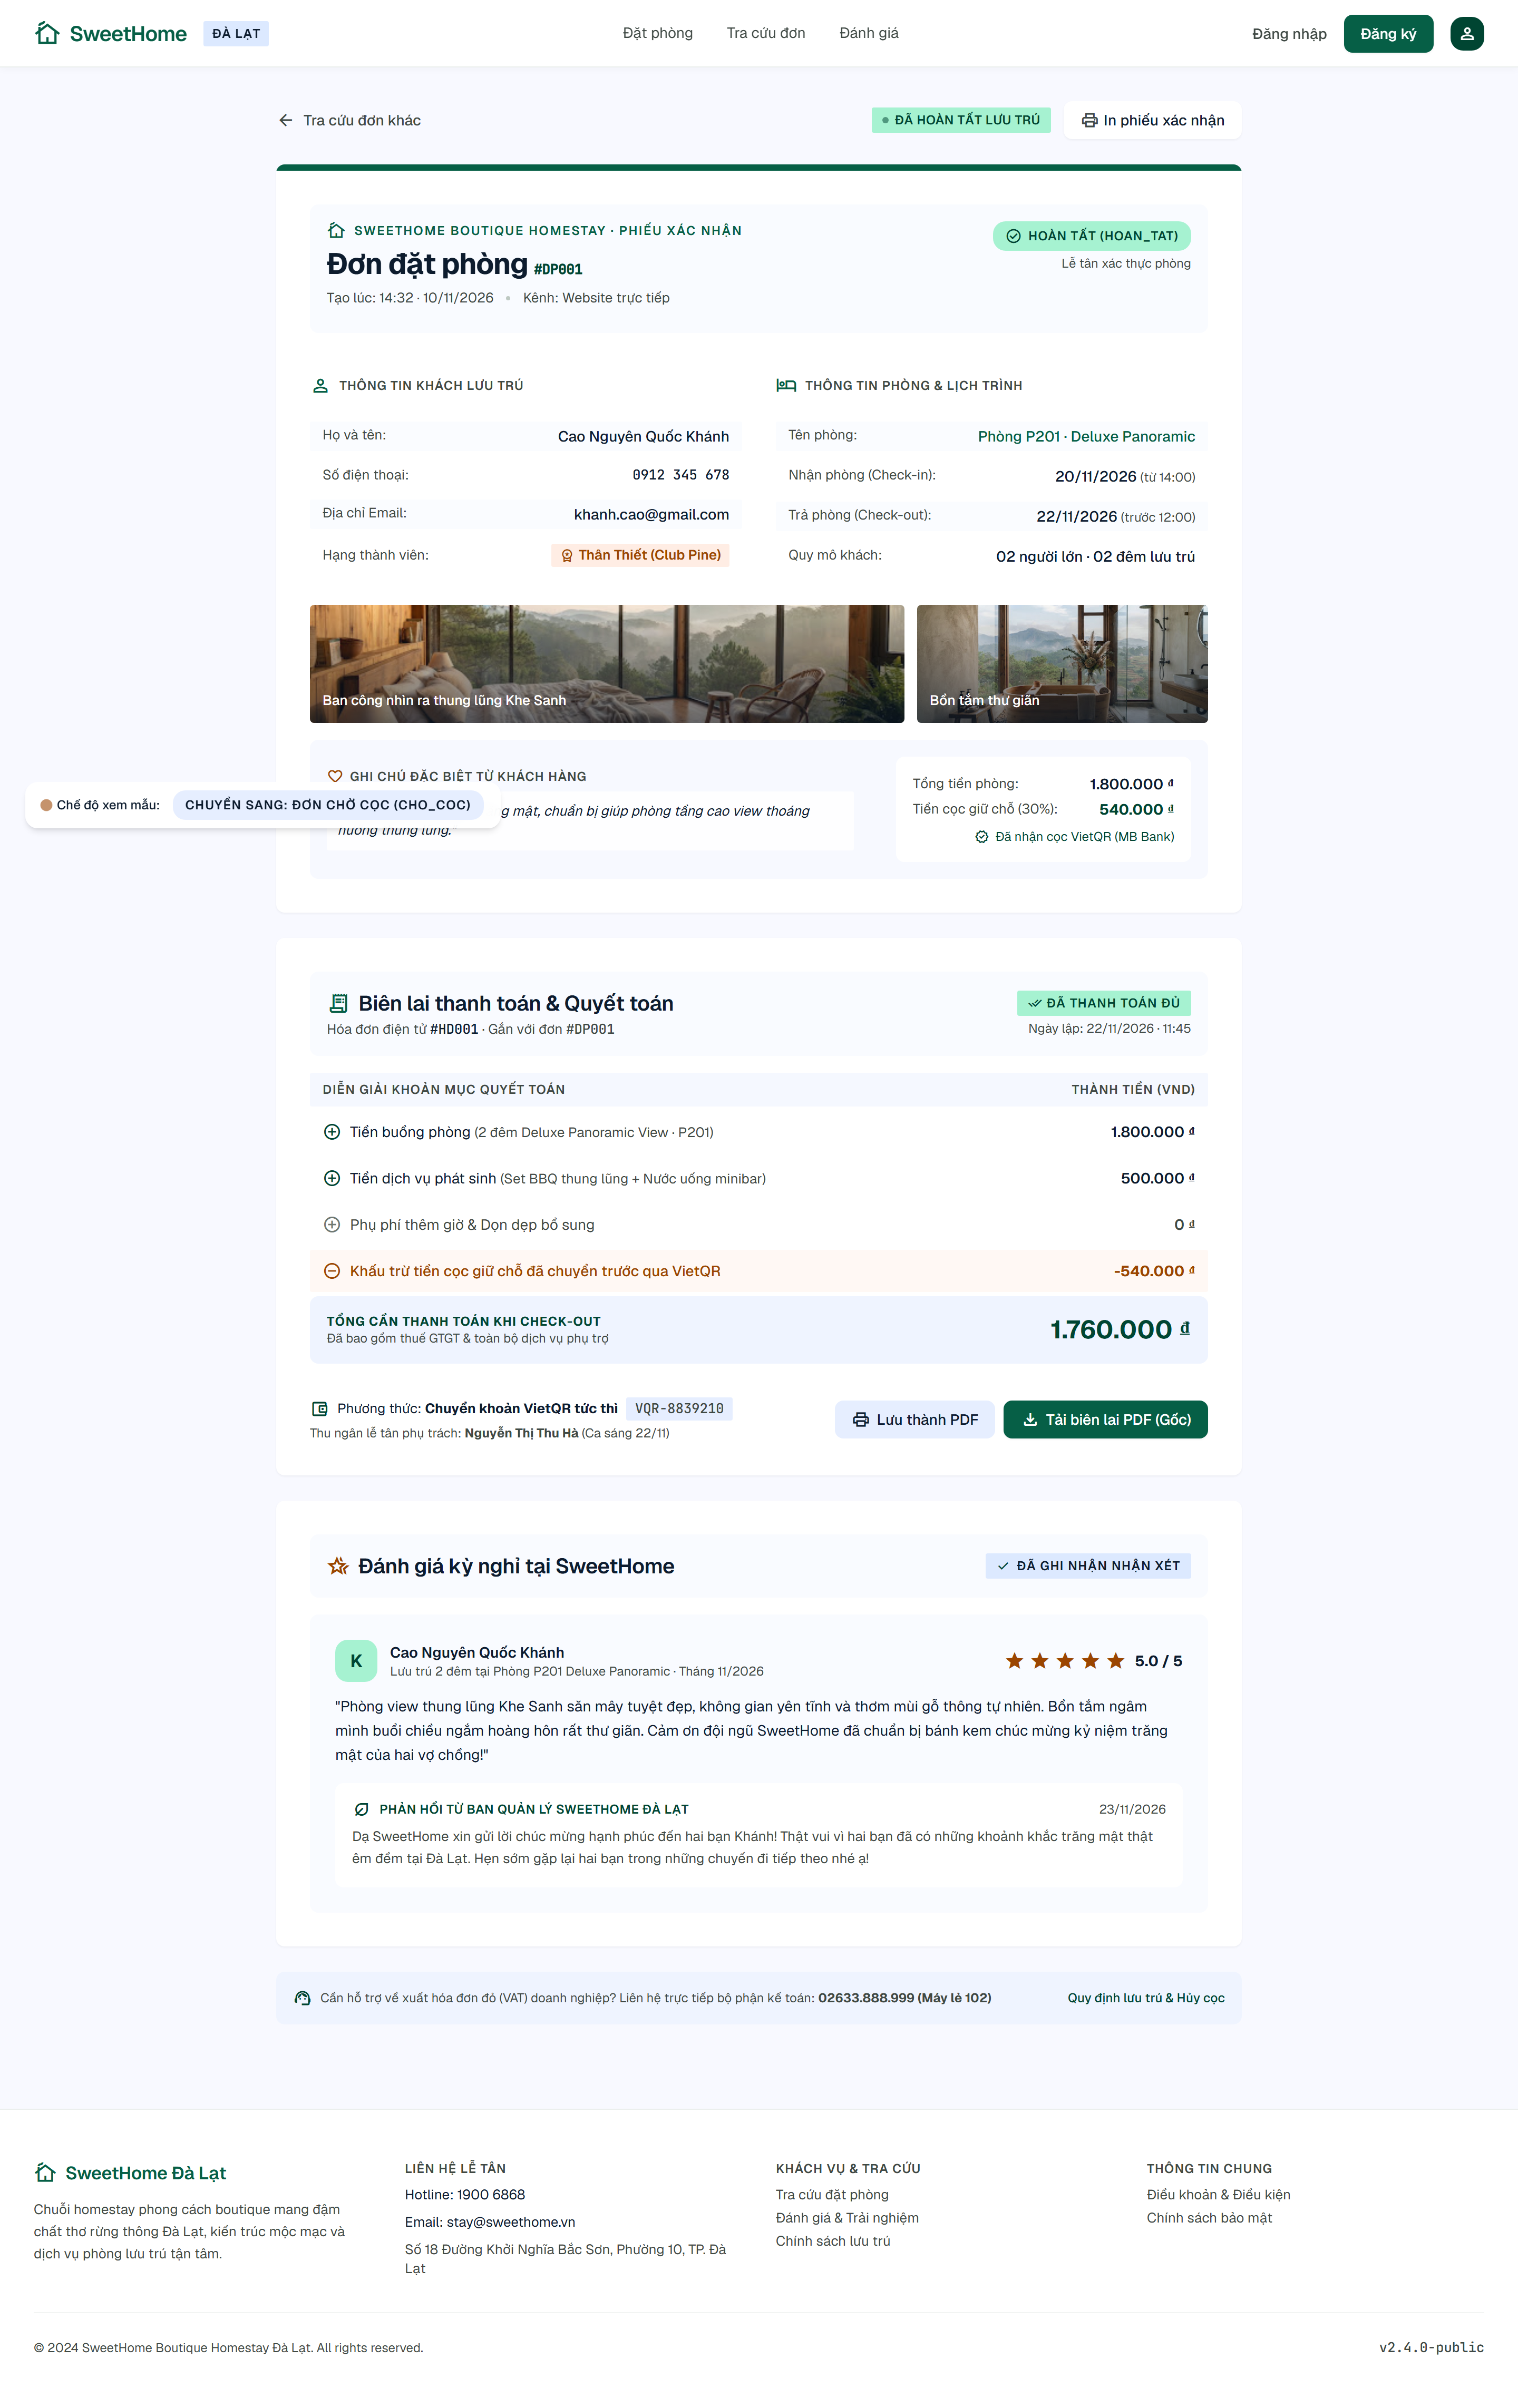 SweetHome ĐÀ LẠT
Đặt phòng Tra cứu đơn Đánh giá
Đăng nhập Đăng ký
Tra cứu đơn khác
ĐÃ HOÀN TẤT LƯU TRÚ
In phiếu xác nhận
SWEETHOME BOUTIQUE HOMESTAY · PHIẾU XÁC NHẬN
Đơn đặt phòng #DP001
Tạo lúc: 14:32 · 10/11/2026 • Kênh: Website trực tiếp
HOÀN TẤT (HOAN_TAT)
Lễ tân xác thực phòng
THÔNG TIN KHÁCH LƯU TRÚ
Họ và tên: Cao Nguyên Quốc Khánh
Số điện thoại: 0912 345 678
Địa chỉ Email: khanh.cao@gmail.com
Hạng thành viên: Thân Thiết (Club Pine)
THÔNG TIN PHÒNG & LỊCH TRÌNH
Tên phòng: Phòng P201 · Deluxe Panoramic
Nhận phòng (Check-in): 20/11/2026 (từ 14:00)
Trả phòng (Check-out): 22/11/2026 (trước 12:00)
Quy mô khách: 02 người lớn · 02 đêm lưu trú
Ban công nhìn ra thung lũng Khe Sanh
Bồn tắm thư giãn
GHI CHÚ ĐẶC BIỆT TỪ KHÁCH HÀNG
Chế độ xem mẫu: CHUYỂN SANG: ĐƠN CHỜ CỌC (CHO_COC)
mật, chuẩn bị giúp phòng tầng cao view thoáng
hướng thung lũng."
Tổng tiền phòng: 1.800.000 ₫
Tiền cọc giữ chỗ (30%): 540.000 ₫
Đã nhận cọc VietQR (MB Bank)
Biên lai thanh toán & Quyết toán
Hóa đơn điện tử #HD001 · Gắn với đơn #DP001
ĐÃ THANH TOÁN ĐỦ
Ngày lập: 22/11/2026 · 11:45
DIỄN GIẢI KHOẢN MỤC QUYẾT TOÁN THÀNH TIỀN (VND)
Tiền buồng phòng (2 đêm Deluxe Panoramic View · P201) 1.800.000 ₫
Tiền dịch vụ phát sinh (Set BBQ thung lũng + Nước uống minibar) 500.000 ₫
Phụ phí thêm giờ & Dọn dẹp bổ sung 0 ₫
Khấu trừ tiền cọc giữ chỗ đã chuyển trước qua VietQR -540.000 ₫
TỔNG CẦN THANH TOÁN KHI CHECK-OUT
Đã bao gồm thuế GTGT & toàn bộ dịch vụ phụ trợ
1.760.000 ₫
Phương thức: Chuyển khoản VietQR tức thì VQR-8839210
Thu ngân lễ tân phụ trách: Nguyễn Thị Thu Hà (Ca sáng 22/11)
Lưu thành PDF
Tải biên lai PDF (Gốc)
Đánh giá kỳ nghỉ tại SweetHome
ĐÃ GHI NHẬN NHẬN XÉT
K
Cao Nguyên Quốc Khánh
Lưu trú 2 đêm tại Phòng P201 Deluxe Panoramic · Tháng 11/2026
5.0 / 5
"Phòng view thung lũng Khe Sanh săn mây tuyệt đẹp, không gian yên tĩnh và thơm mùi gỗ thông tự nhiên. Bồn tắm ngâm
mình buổi chiều ngắm hoàng hôn rất thư giãn. Cảm ơn đội ngũ SweetHome đã chuẩn bị bánh kem chúc mừng kỷ niệm trăng
mật của hai vợ chồng!"
PHẢN HỒI TỪ BAN QUẢN LÝ SWEETHOME ĐÀ LẠT 23/11/2026
Dạ SweetHome xin gửi lời chúc mừng hạnh phúc đến hai bạn Khánh! Thật vui vì hai bạn đã có những khoảnh khắc trăng mật thật
êm đềm tại Đà Lạt. Hẹn sớm gặp lại hai bạn trong những chuyến đi tiếp theo nhé ạ!
Cần hỗ trợ về xuất hóa đơn đỏ (VAT) doanh nghiệp? Liên hệ trực tiếp bộ phận kế toán: 02633.888.999 (Máy lẻ 102)
Quy định lưu trú & Hủy cọc
SweetHome Đà Lạt
Chuỗi homestay phong cách boutique mang đậm
chất thơ rừng thông Đà Lạt, kiến trúc mộc mạc và
dịch vụ phòng lưu trú tận tâm.
LIÊN HỆ LỄ TÂN
Hotline: 1900 6868
Email: stay@sweethome.vn
Số 18 Đường Khởi Nghĩa Bắc Sơn, Phường 10, TP. Đà
Lạt
KHÁCH VỤ & TRA CỨU
Tra cứu đặt phòng
Đánh giá & Trải nghiệm
Chính sách lưu trú
THÔNG TIN CHUNG
Điều khoản & Điều kiện
Chính sách bảo mật
© 2024 SweetHome Boutique Homestay Đà Lạt. All rights reserved.
v2.4.0-public